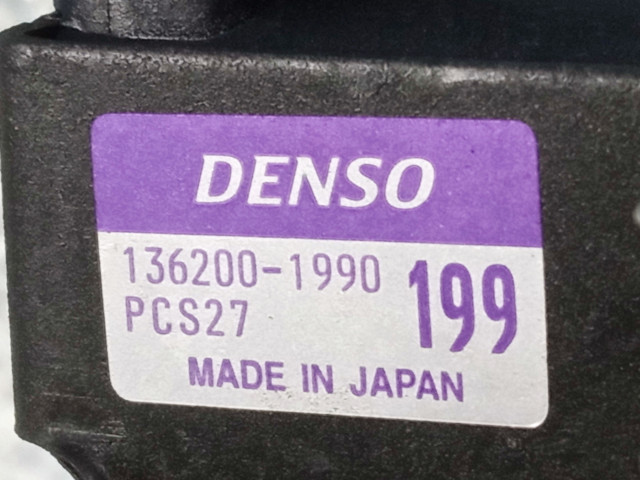 DENSO
136200-1990
PCS27
199
MADE IN JAPAN